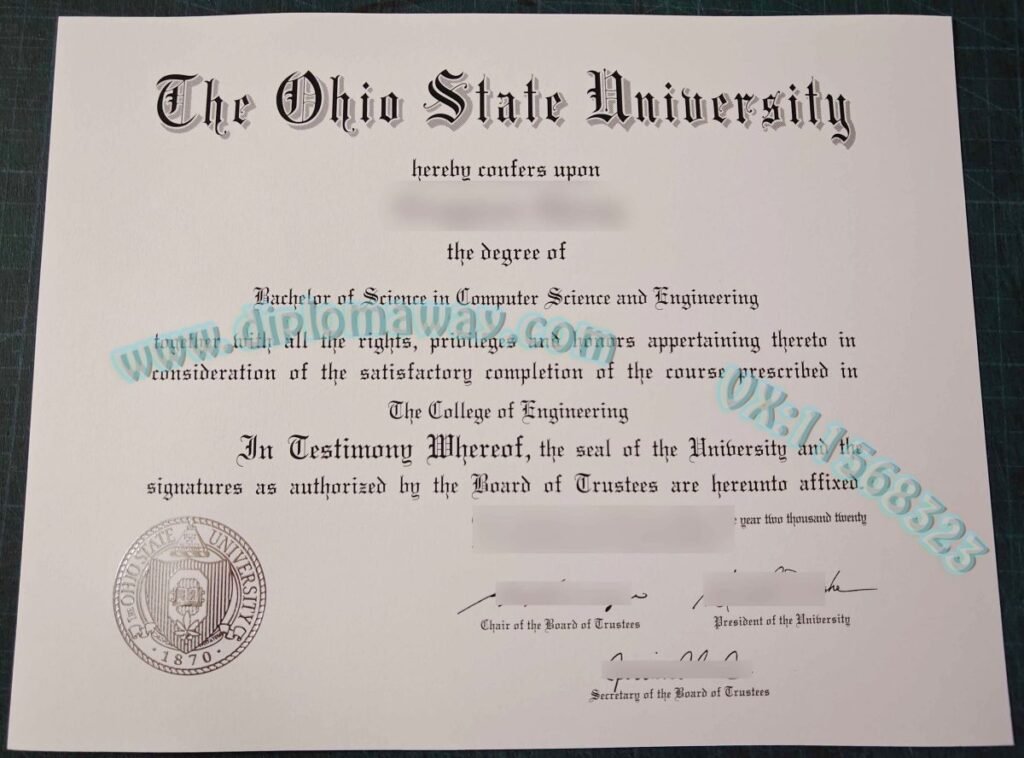 The Ohio State University
hereby confers upon
the degree of
Bachelor of Science in Computer Science and Engineering
together with all the rights, privileges and honors appertaining thereto in
consideration of the satisfactory completion of the course prescribed in
The College of Engineering
In Testimony Whereof, the seal of the University and the
signatures as authorized by the Board of Trustees are hereunto affixed.
year two thousand twenty
Chair of the Board of Trustees
President of the University
Secretary of the Board of Trustees
THE OHIO STATE UNIVERSITY
1870
www.diplomaway.com
VX:11568323